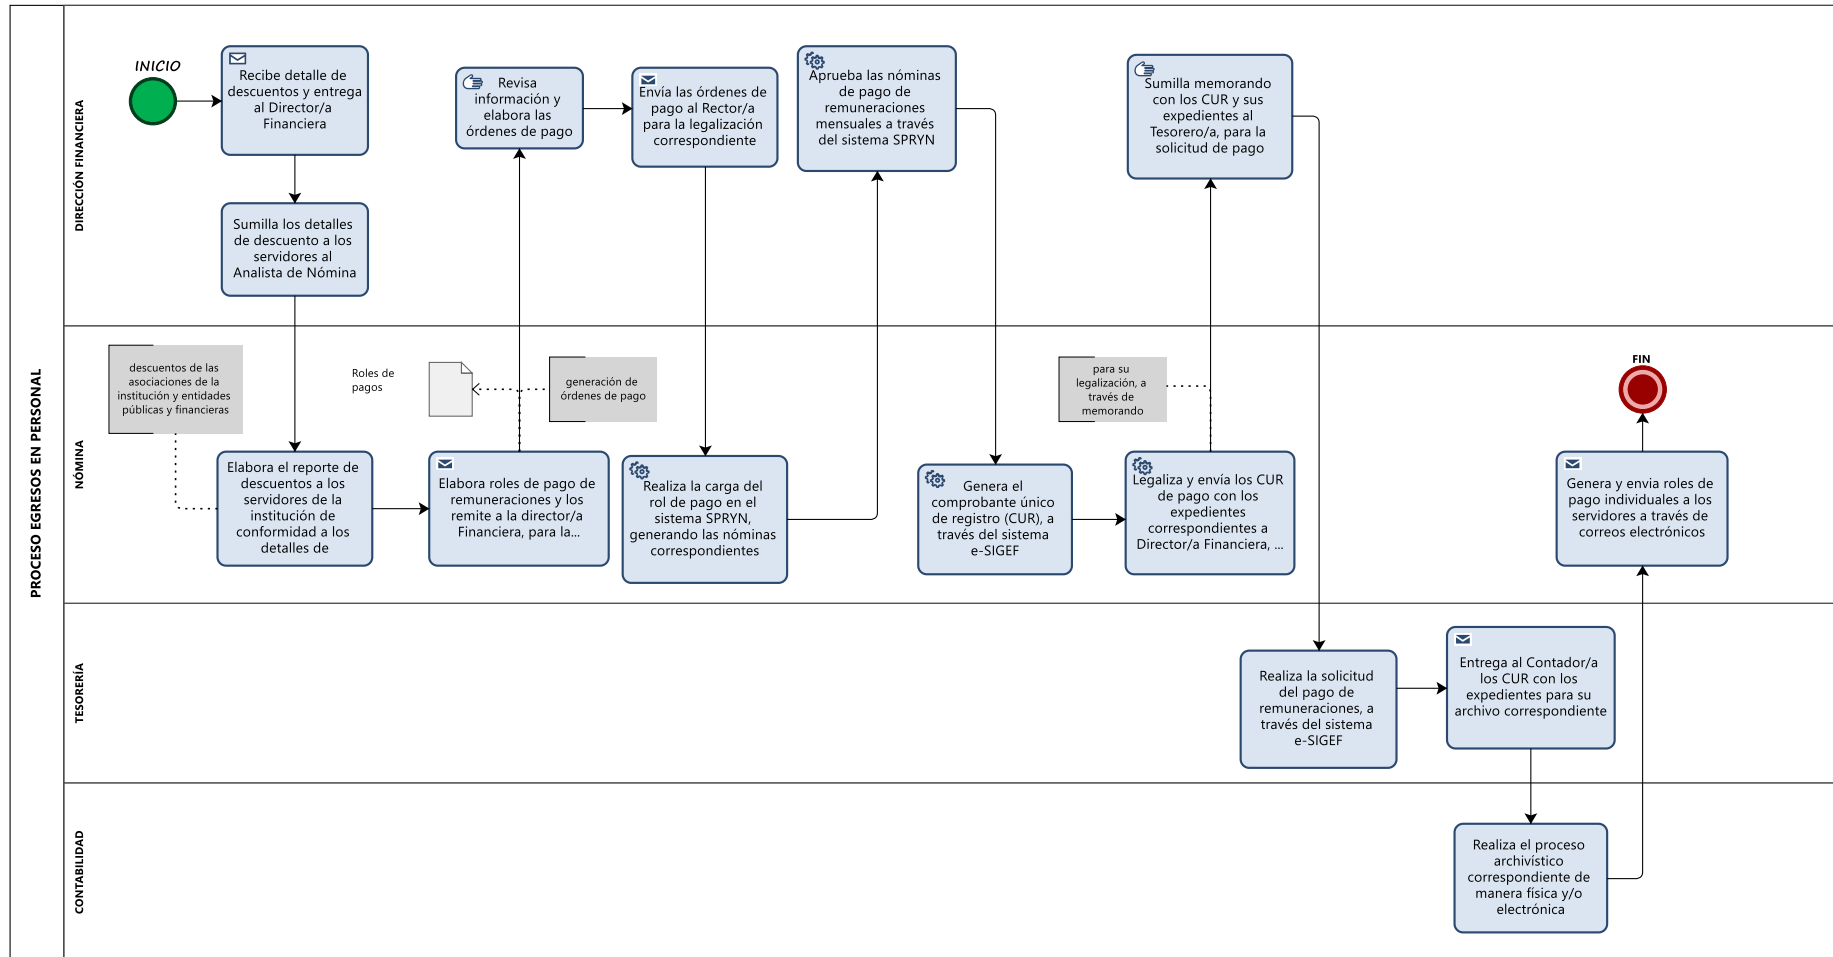 PROCESO EGRESOS EN PERSONAL
DIRECCIÓN FINANCIERA
INICIO
Recibe detalle de
descuentos y entrega
al Director/a
Financiera
Sumilla los detalles
de descuento a los
servidores al
Analista de Nómina
Revisa
información y
elabora las
órdenes de pago
Envía las órdenes de
pago al Rector/a
para la legalización
correspondiente
Aprueba las nóminas
de pago de
remuneraciones
mensuales a través
del sistema SPRYN
Sumilla memorando
con los CUR y sus
expedientes al
Tesorero/a, para la
solicitud de pago
NÓMINA
descuentos de las
asociaciones de la
institución y entidades
públicas y financieras
Elabora el reporte de
descuentos a los
servidores de la
institución de
conformidad a los
detalles de
Roles de
pagos
generación de
órdenes de pago
Elabora roles de pago de
remuneraciones y los
remite a la director/a
Financiera, para la...
Realiza la carga del
rol de pago en el
sistema SPRYN,
generando las nóminas
correspondientes
Genera el
comprobante único
de registro (CUR), a
través del sistema
e-SIGEF
para su
legalización, a
través de
memorando
Legaliza y envía los CUR
de pago con los
expedientes
correspondientes a
Director/a Financiera, ...
FIN
Genera y envia roles de
pago individuales a los
servidores a través de
correos electrónicos
TESORERÍA
Realiza la solicitud
del pago de
remuneraciones, a
través del sistema
e-SIGEF
Entrega al Contador/a
los CUR con los
expedientes para su
archivo correspondiente
CONTABILIDAD
Realiza el proceso
archivístico
correspondiente de
manera física y/o
electrónica